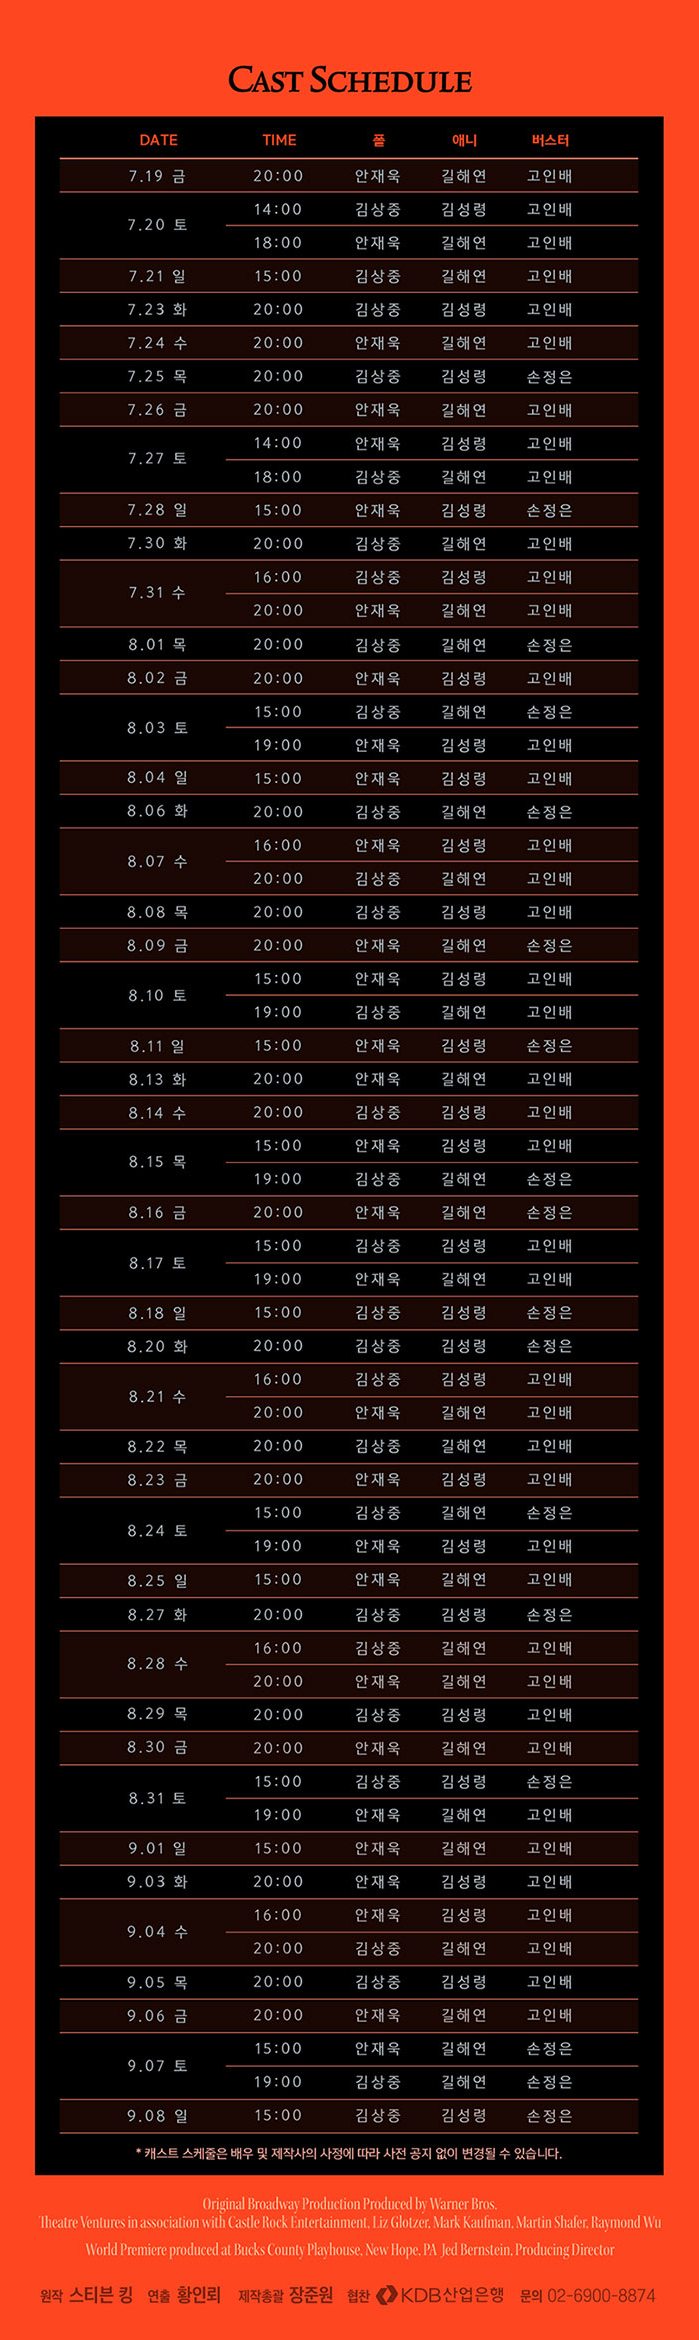 CAST SCHEDULE
DATE TIME 폴 애니 버스터
7.19 금 20:00 안재욱 길해연 고인배
7.20 토 14:00 김상중 김성령 고인배
18:00 안재욱 길해연 고인배
7.21 일 15:00 김상중 길해연 고인배
7.23 화 20:00 김상중 김성령 고인배
7.24 수 20:00 안재욱 길해연 고인배
7.25 목 20:00 김상중 김성령 손정은
7.26 금 20:00 안재욱 길해연 고인배
7.27 토 14:00 안재욱 김성령 고인배
18:00 김상중 길해연 고인배
7.28 일 15:00 안재욱 김성령 손정은
7.30 화 20:00 김상중 길해연 고인배
7.31 수 16:00 김상중 김성령 고인배
20:00 안재욱 길해연 고인배
8.01 목 20:00 김상중 길해연 손정은
8.02 금 20:00 안재욱 김성령 고인배
8.03 토 15:00 김상중 길해연 손정은
19:00 안재욱 김성령 고인배
8.04 일 15:00 안재욱 김성령 고인배
8.06 화 20:00 김상중 길해연 손정은
8.07 수 16:00 안재욱 김성령 고인배
20:00 김상중 길해연 고인배
8.08 목 20:00 김상중 김성령 고인배
8.09 금 20:00 안재욱 길해연 손정은
8.10 토 15:00 안재욱 김성령 고인배
19:00 김상중 길해연 고인배
8.11 일 15:00 안재욱 김성령 손정은
8.13 화 20:00 안재욱 길해연 고인배
8.14 수 20:00 김상중 김성령 고인배
8.15 목 15:00 안재욱 김성령 고인배
19:00 김상중 길해연 손정은
8.16 금 20:00 안재욱 길해연 손정은
8.17 토 15:00 김상중 김성령 고인배
19:00 안재욱 길해연 고인배
8.18 일 15:00 김상중 김성령 손정은
8.20 화 20:00 김상중 김성령 손정은
8.21 수 16:00 김상중 김성령 고인배
20:00 안재욱 길해연 고인배
8.22 목 20:00 김상중 길해연 고인배
8.23 금 20:00 안재욱 김성령 고인배
8.24 토 15:00 김상중 길해연 손정은
19:00 안재욱 김성령 고인배
8.25 일 15:00 안재욱 길해연 고인배
8.27 화 20:00 김상중 김성령 손정은
8.28 수 16:00 김상중 길해연 고인배
20:00 안재욱 길해연 고인배
8.29 목 20:00 김상중 김성령 고인배
8.30 금 20:00 안재욱 길해연 고인배
8.31 토 15:00 김상중 김성령 손정은
19:00 안재욱 길해연 고인배
9.01 일 15:00 안재욱 길해연 고인배
9.03 화 20:00 안재욱 김성령 고인배
9.04 수 16:00 안재욱 김성령 고인배
20:00 김상중 길해연 고인배
9.05 목 20:00 김상중 김성령 고인배
9.06 금 20:00 안재욱 길해연 고인배
9.07 토 15:00 안재욱 길해연 손정은
19:00 김상중 길해연 손정은
9.08 일 15:00 김상중 김성령 손정은
* 캐스트 스케줄은 배우 및 제작사의 사정에 따라 사전 공지 없이 변경될 수 있습니다.
Original Broadway Production Produced by Warner Bros.
Theatre Ventures in association with Castle Rock Entertainment, Liz Glotzer, Mark Kaufman, Martin Shafer, Raymond Wu
World Premiere produced at Bucks County Playhouse, New Hope, PA Jed Bernstein, Producing Director
원작 스티븐 킹 연출 황인뢰 제작총괄 장준원 협찬 KDB산업은행 문의 02-6900-8874